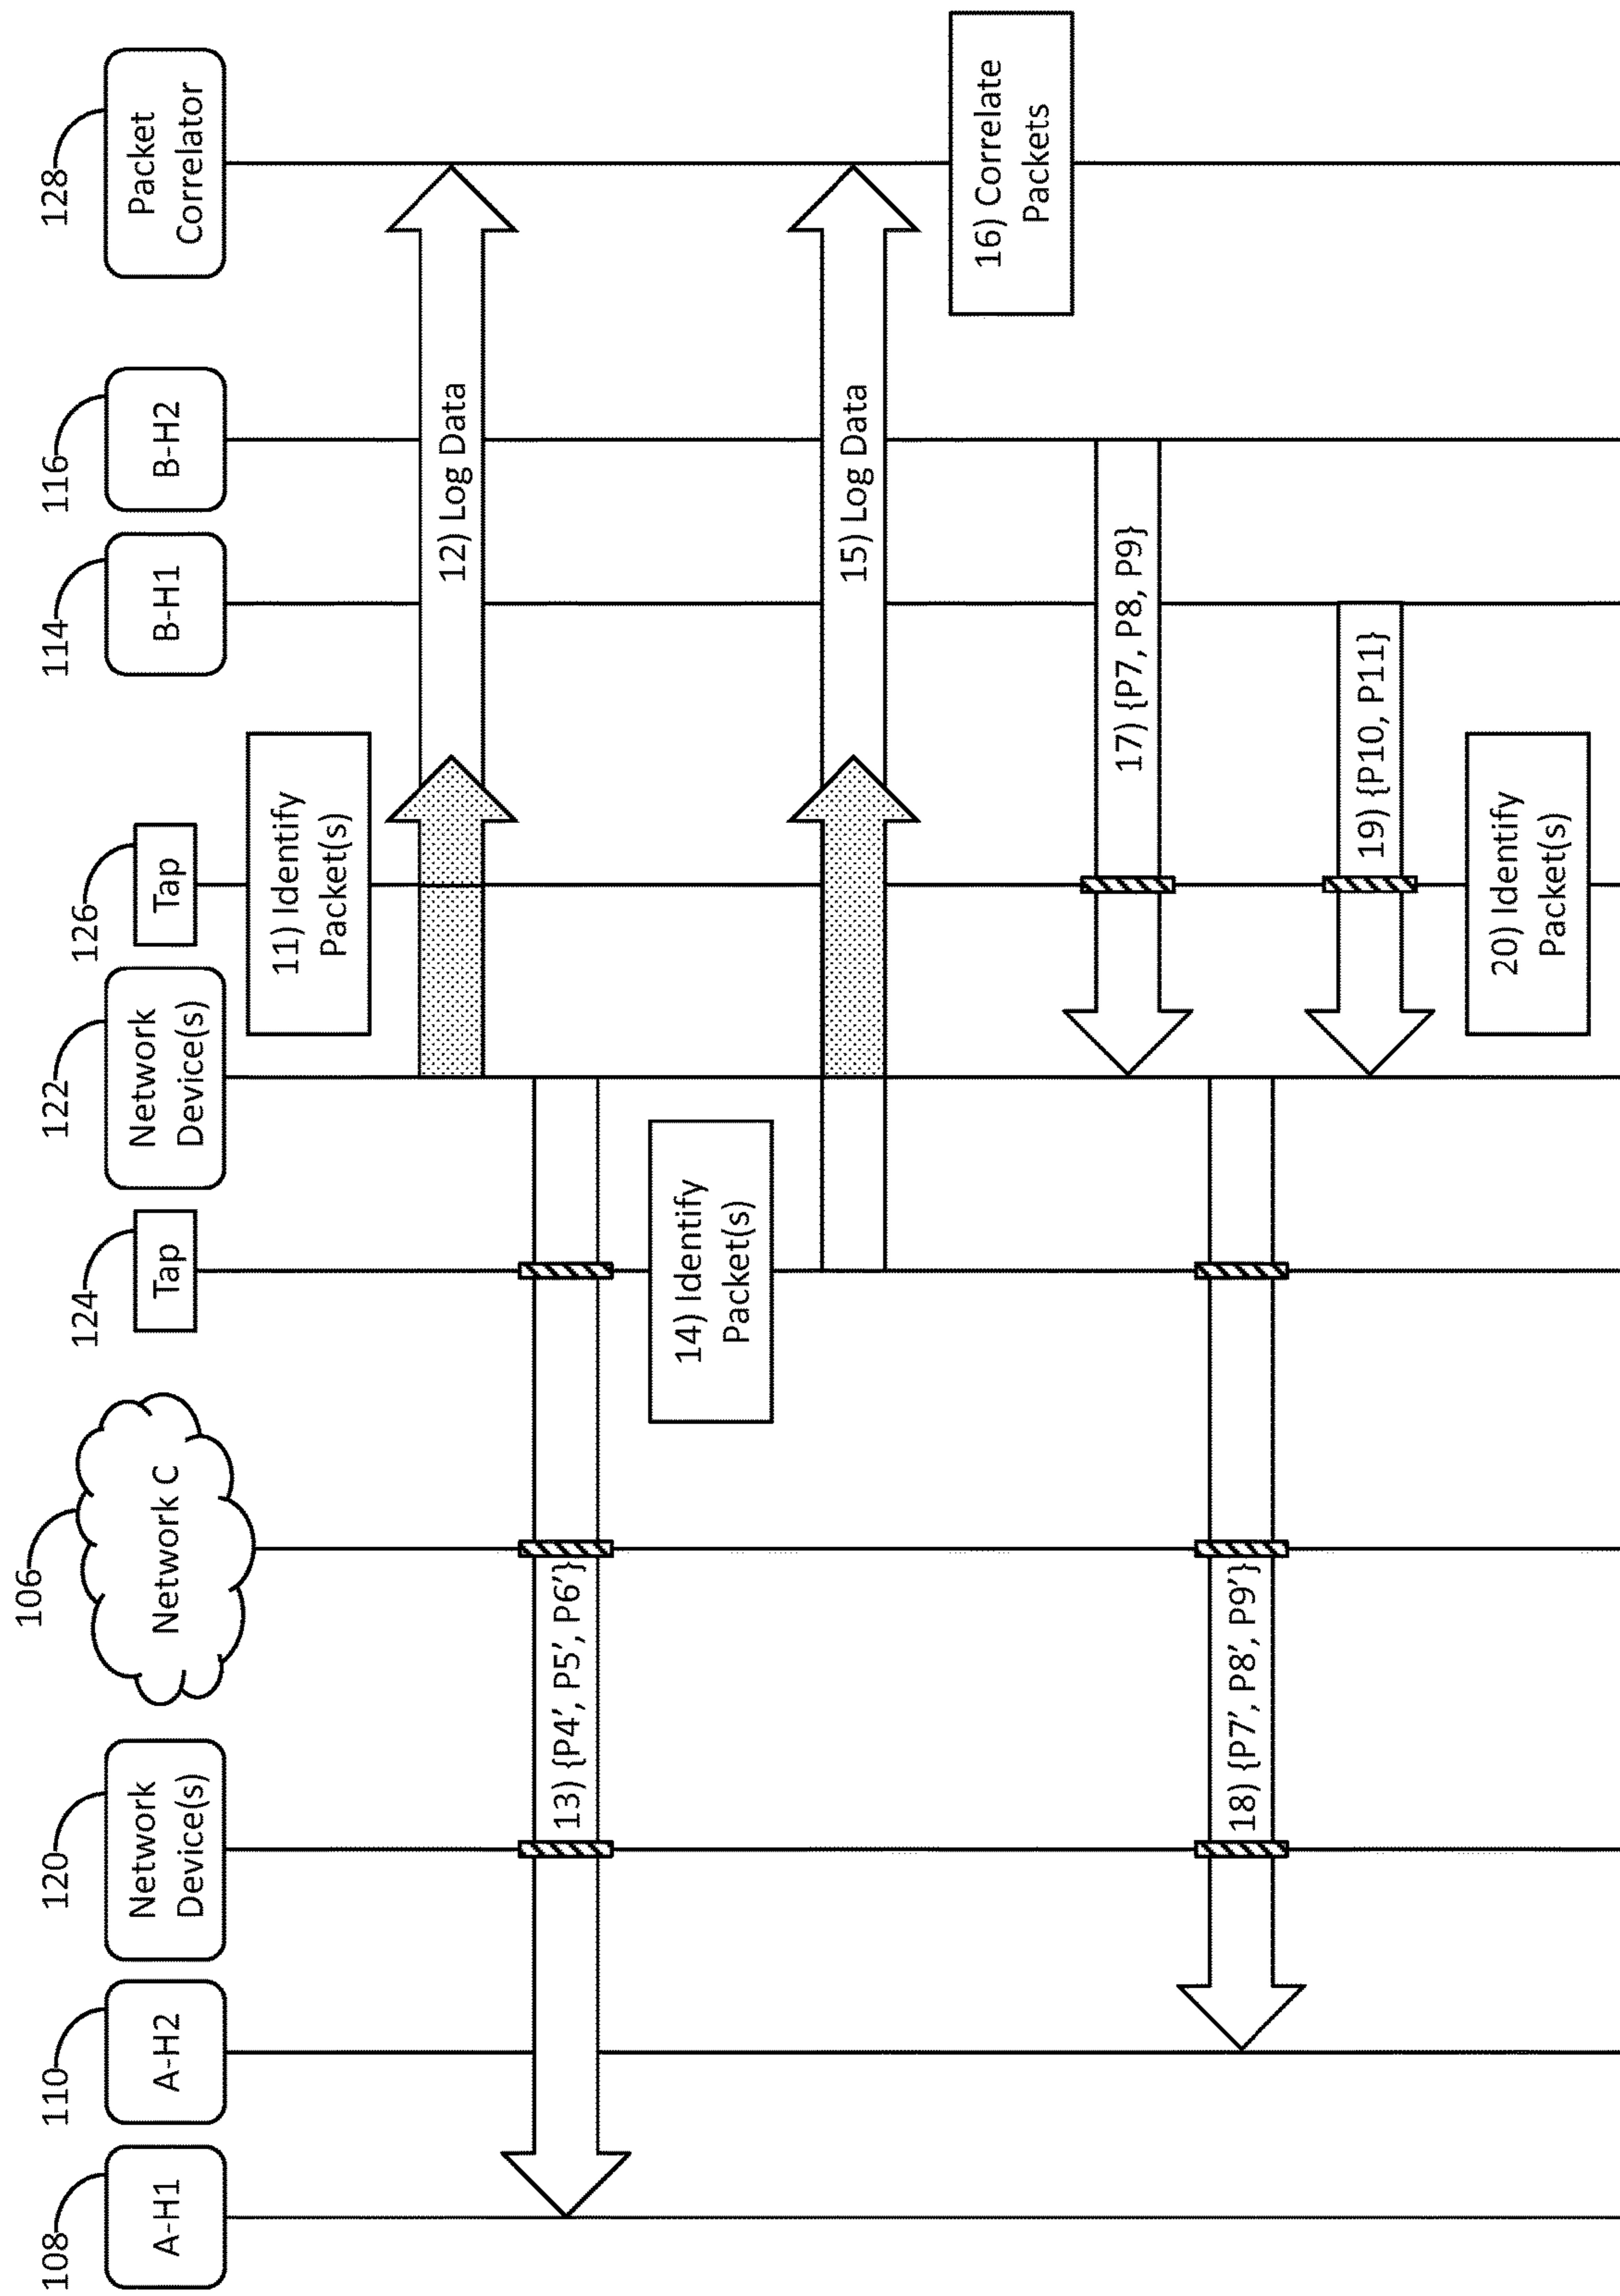 108
A-H1
110
A-H2
120
Network
Device(s)
106
Network C
124
Tap
122
Network
Device(s)
126
Tap
114
B-H1
116
B-H2
128
Packet
Correlator
11) Identify
Packet(s)
12) Log Data
13) {P4’, P5’, P6’}
14) Identify
Packet(s)
15) Log Data
16) Correlate
Packets
17) {P7, P8, P9}
18) {P7’, P8’, P9’}
19) {P10, P11}
20) Identify
Packet(s)